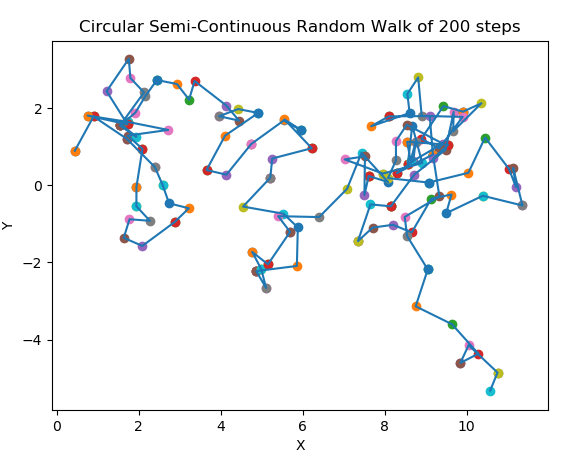 Circular Semi-Continuous Random Walk of 200 steps
Y
2
0
−2
−4
0 2 4 6 8 10
X